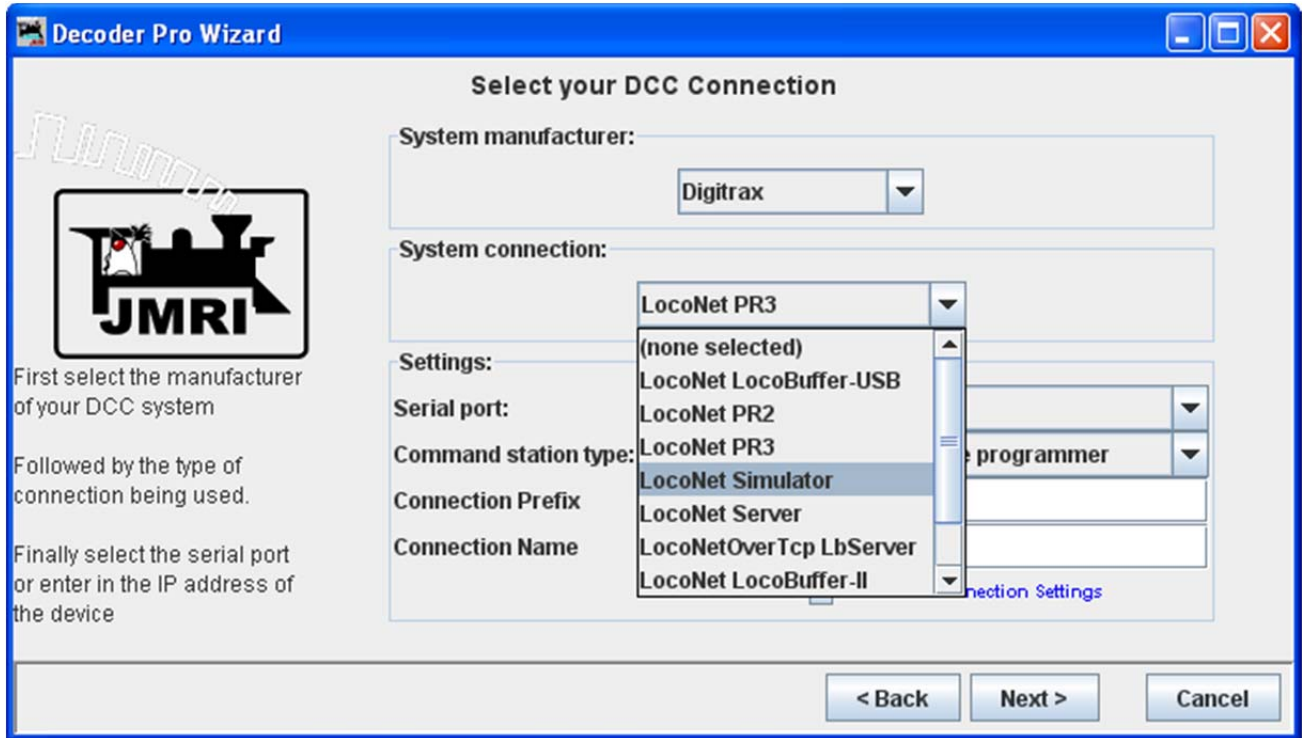 Decoder Pro Wizard
Select your DCC Connection
JMRI
First select the manufacturer
of your DCC system
Followed by the type of
connection being used.
Finally select the serial port
or enter in the IP address of
the device
System manufacturer:
Digitrax
System connection:
LocoNet PR3
(none selected)
LocoNet LocoBuffer-USB
LocoNet PR2
LocoNet PR3
LocoNet Simulator
LocoNet Server
LocoNetOverTcp LbServer
LocoNet LocoBuffer-II
Settings:
Serial port:
Command station type:
programmer
Connection Prefix
Connection Name
nection Settings
< Back
Next >
Cancel